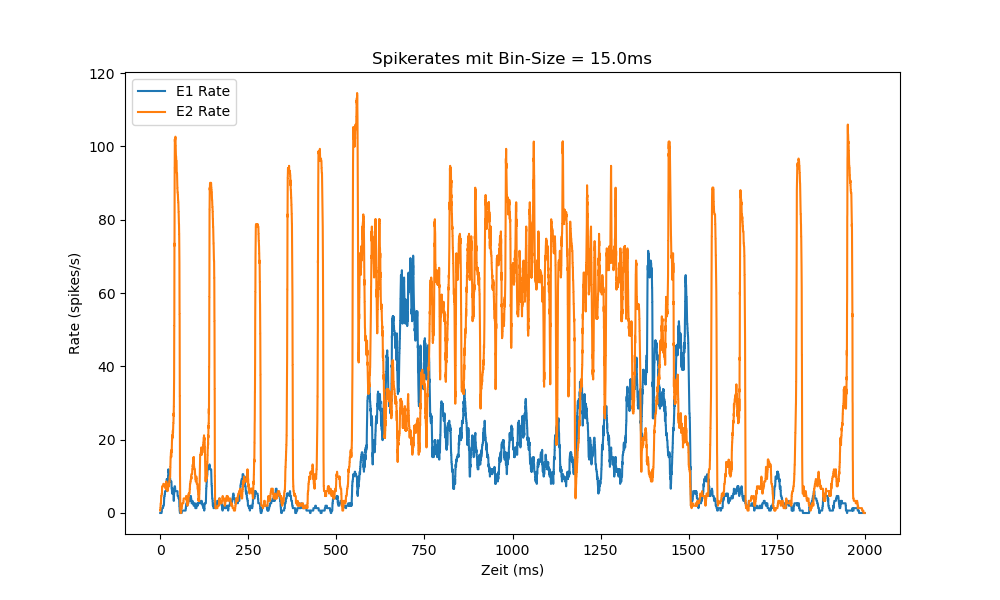 Spikerates mit Bin-Size = 15.0ms
E1 Rate
E2 Rate
Rate (spikes/s)
120
100
80
60
40
20
0
0 250 500 750 1000 1250 1500 1750 2000
Zeit (ms)